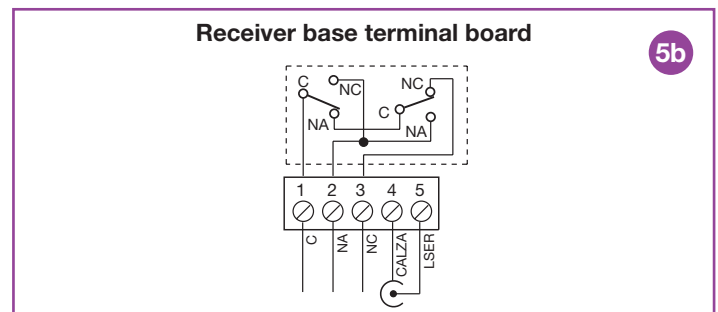 Receiver base terminal board
5b
C NC NC
C
NA NA
1 2 3 4 5
C NA NC CALZA LSER